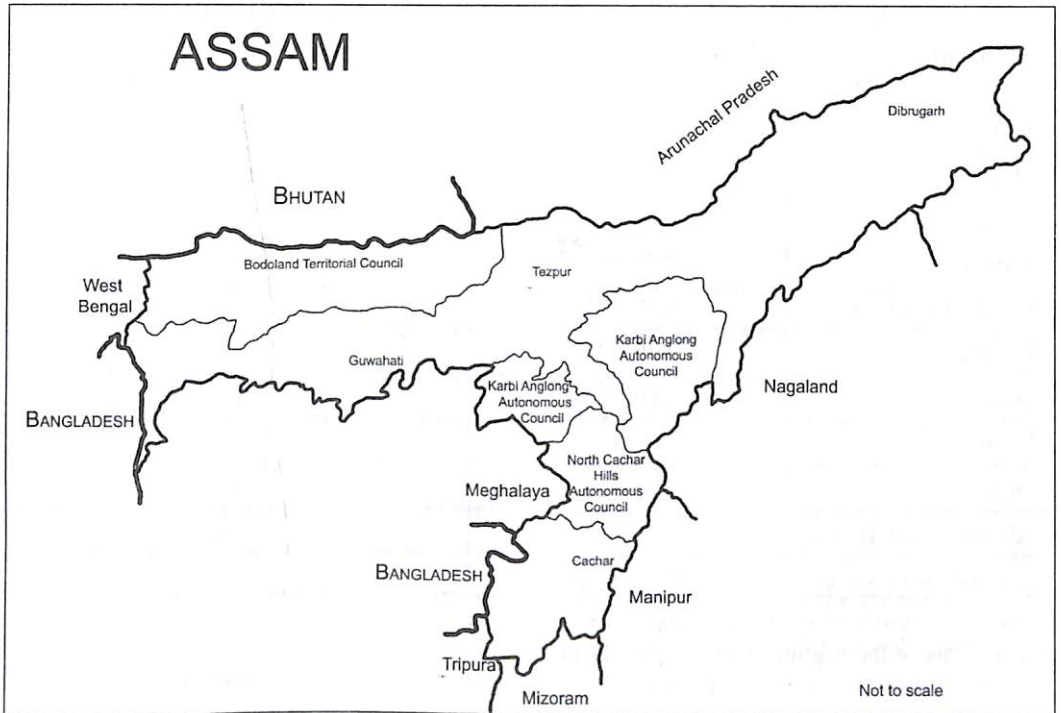 ASSAM
Arunachal Pradesh
Dibrugarh
BHUTAN
Bodoland Territorial Council
Tezpur
West
Bengal
Karbi Anglong
Autonomous
Council
Guwahati
Karbi Anglong
Autonomous
Council
Nagaland
BANGLADESH
North Cachar
Hills
Autonomous
Council
Meghalaya
Cachar
BANGLADESH
Manipur
Tripura
Mizoram
Not to scale